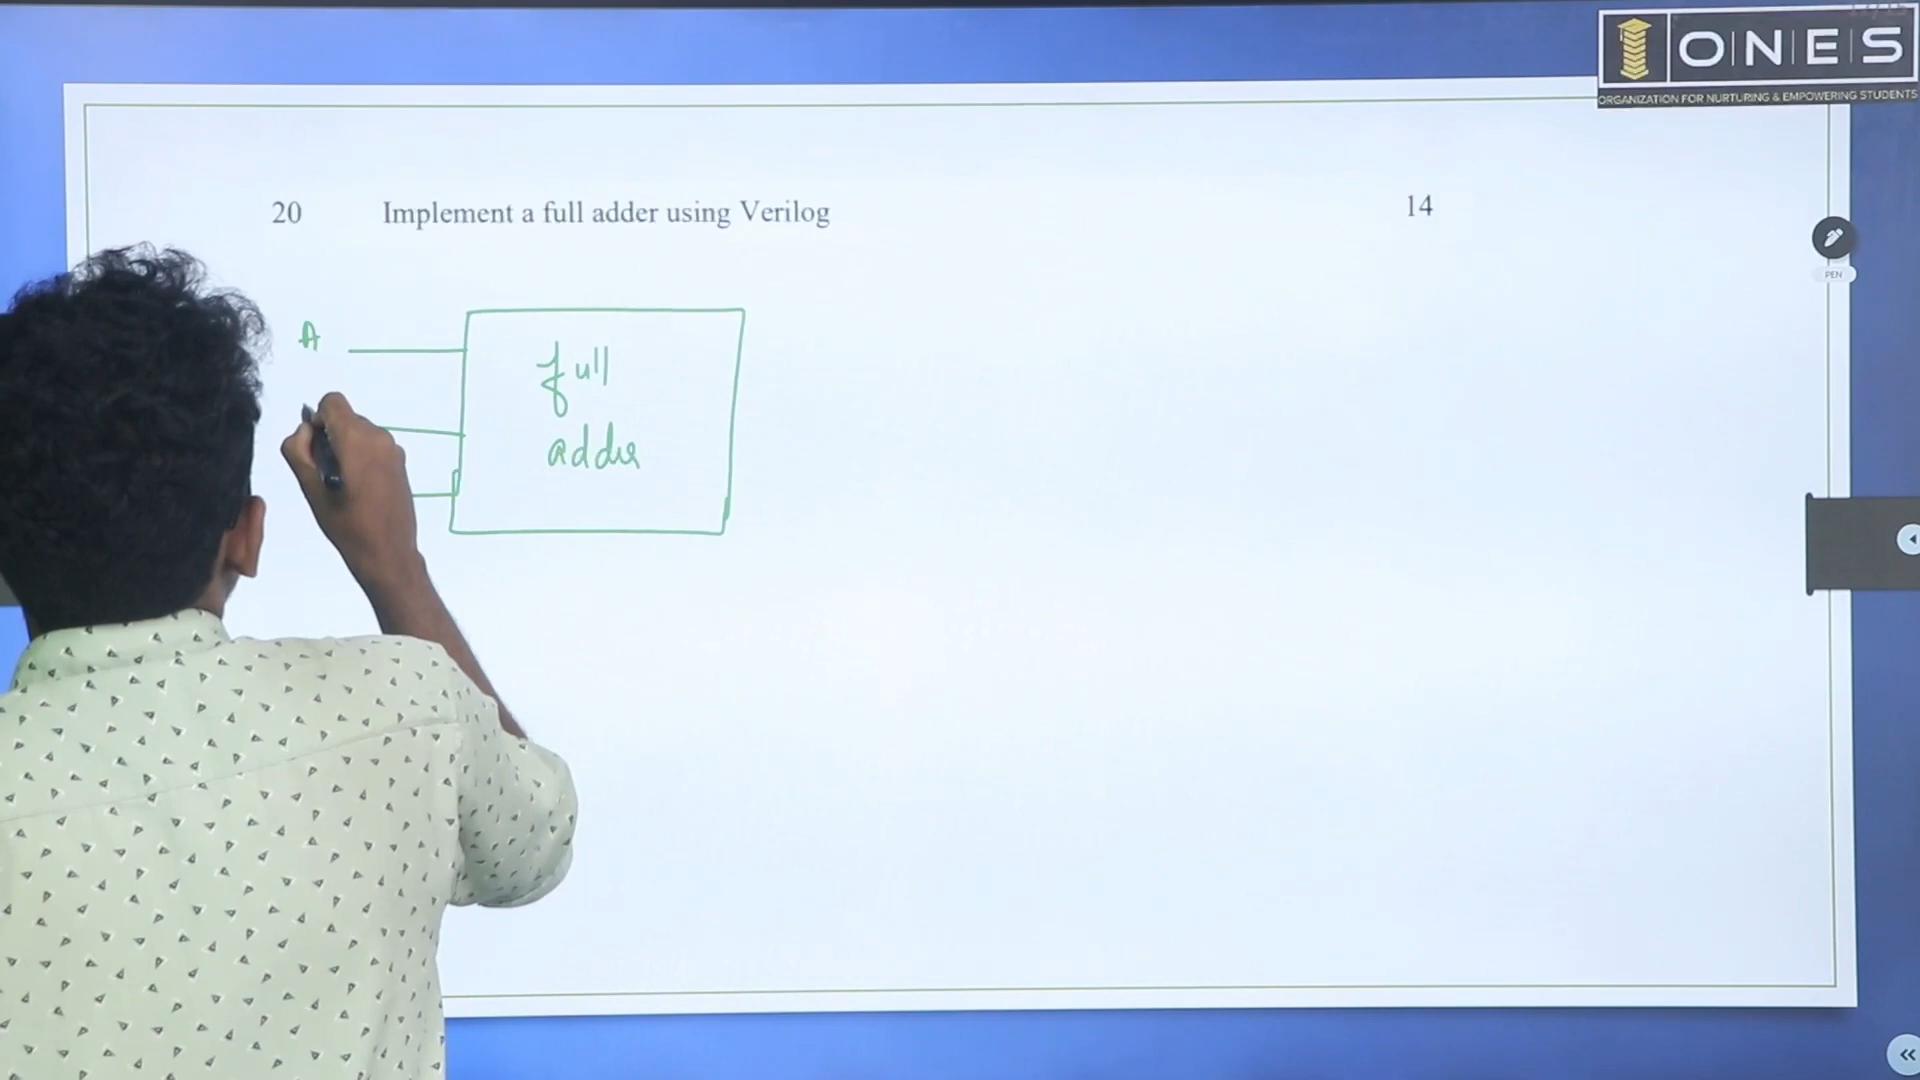 ONES
ORGANIZATION FOR NURTURING & EMPOWERING STUDENTS
20 Implement a full adder using Verilog 14
PEN
A
full
adder